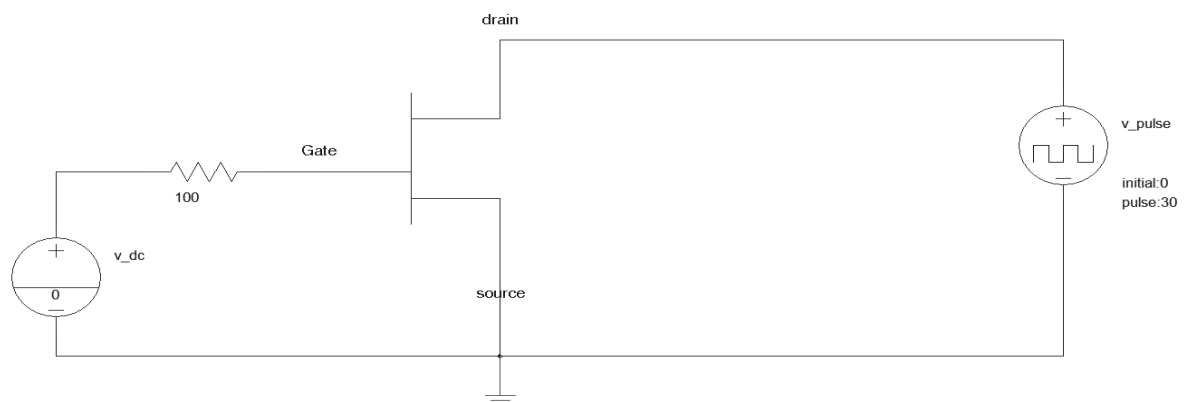 drain
v_pulse
Gate
initial:0
pulse:30
100
v_dc
0
source